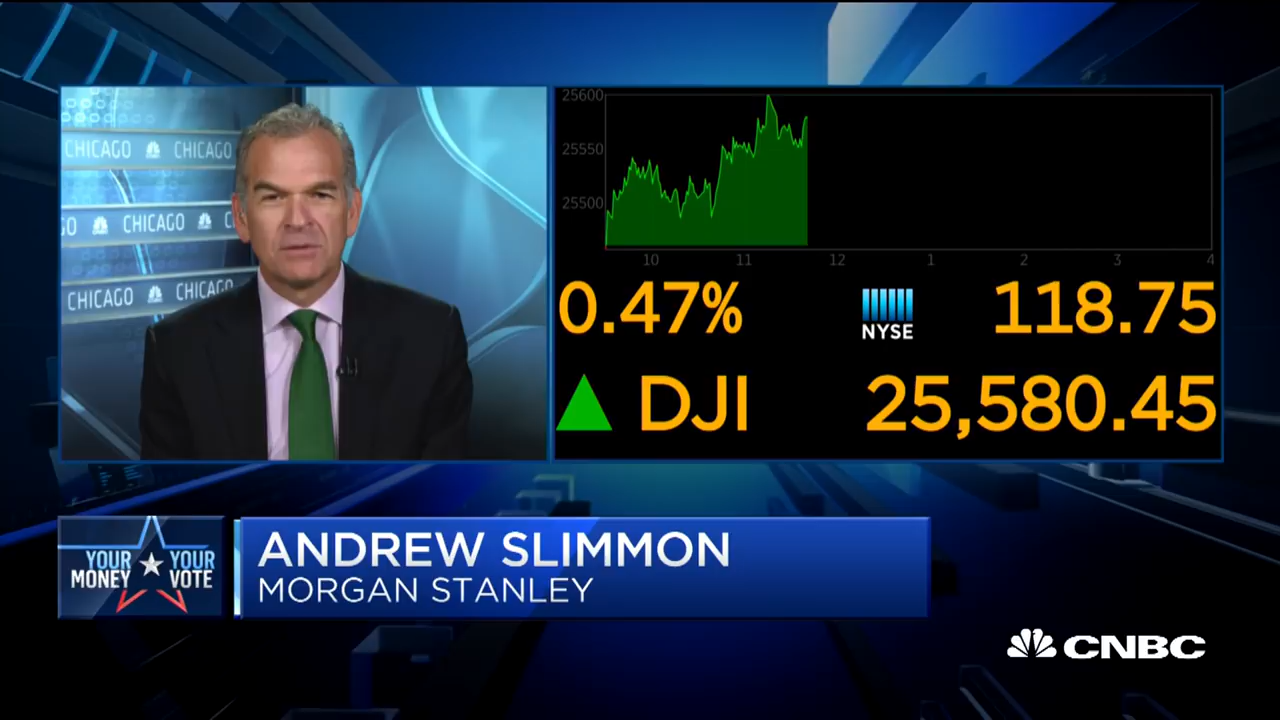 CHICAGO CHICAGO
GO CHICAGO C
CHICAGO CHICAGO
25600
25550
25500
10 11 12 1 2 3 4
0.47% NYSE 118.75
DJI 25,580.45
YOUR YOUR
MONEY VOTE
ANDREW SLIMMON
MORGAN STANLEY
CNBC